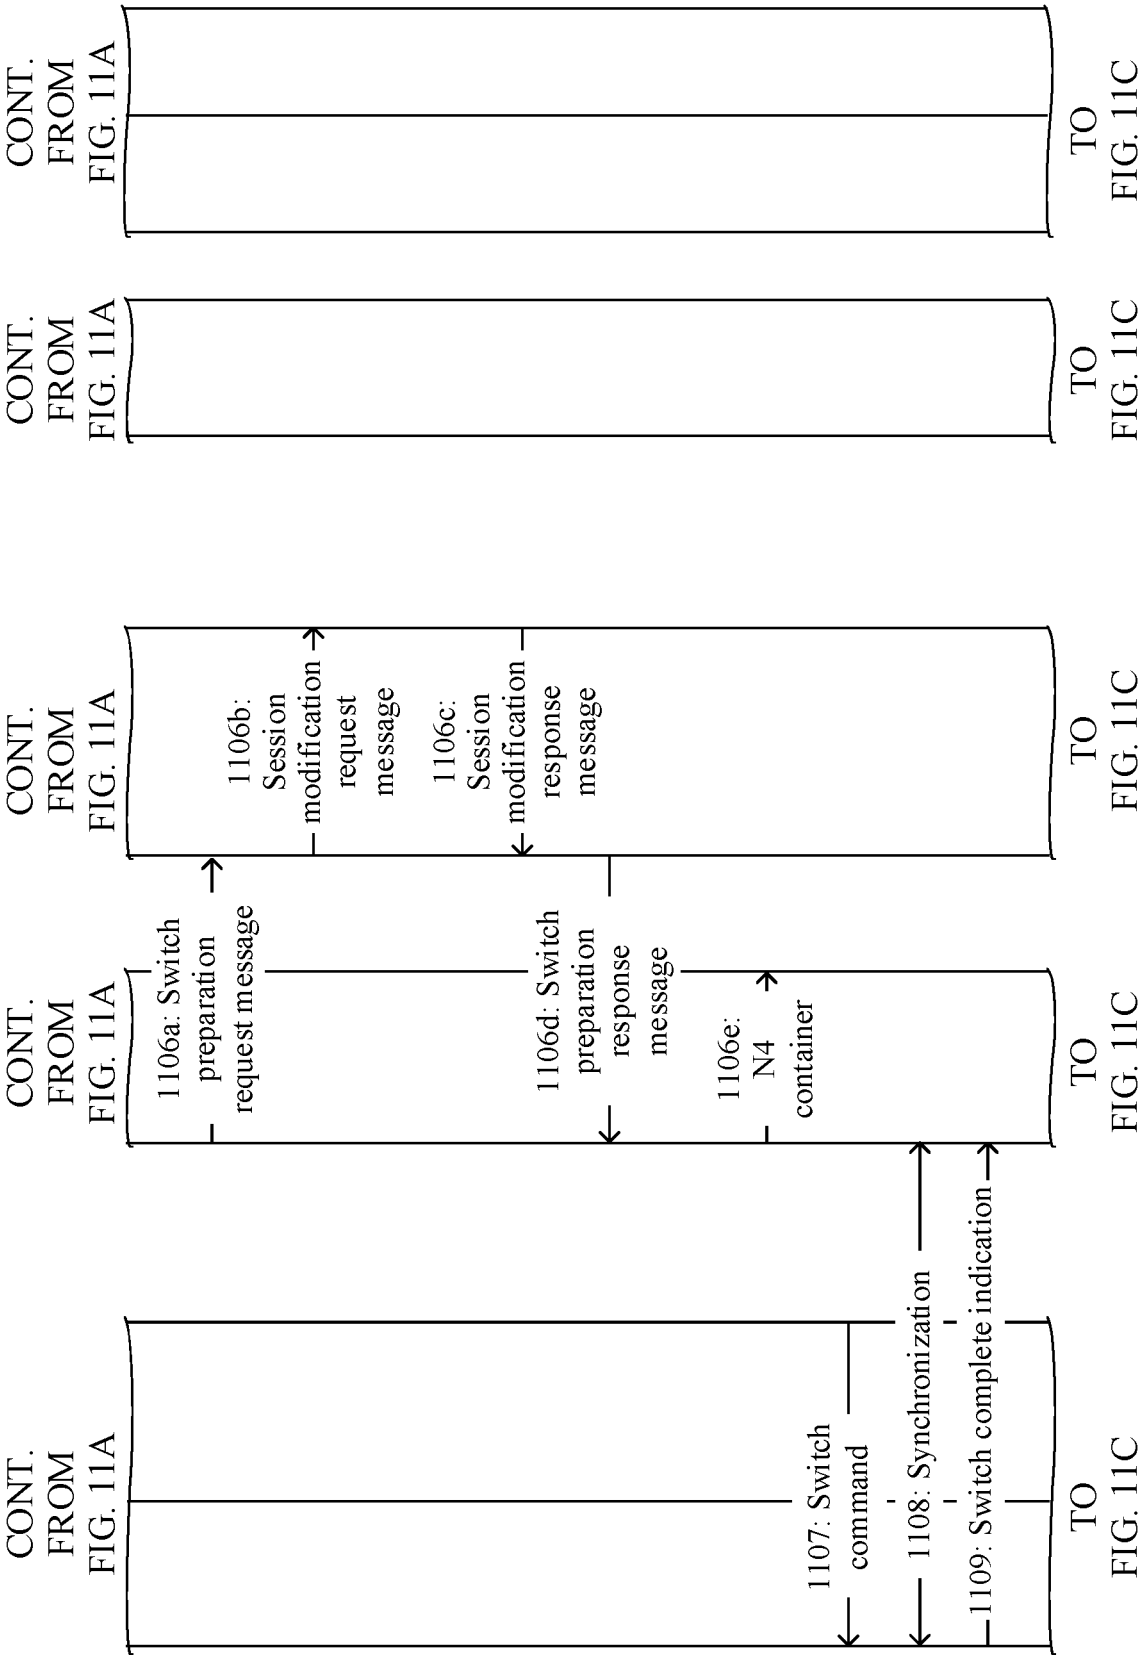 CONT.
FROM
FIG. 11A
CONT.
FROM
FIG. 11A
CONT.
FROM
FIG. 11A
CONT.
FROM
FIG. 11A
CONT.
FROM
FIG. 11A
1106a: Switch
preparation
request message
1106b:
Session
modification
request
message
1106c:
Session
modification
response
message
1106d: Switch
preparation
response
message
1106e:
N4
container
1107: Switch
command
1108: Synchronization
1109: Switch complete indication
TO
FIG. 11C
TO
FIG. 11C
TO
FIG. 11C
TO
FIG. 11C
TO
FIG. 11C